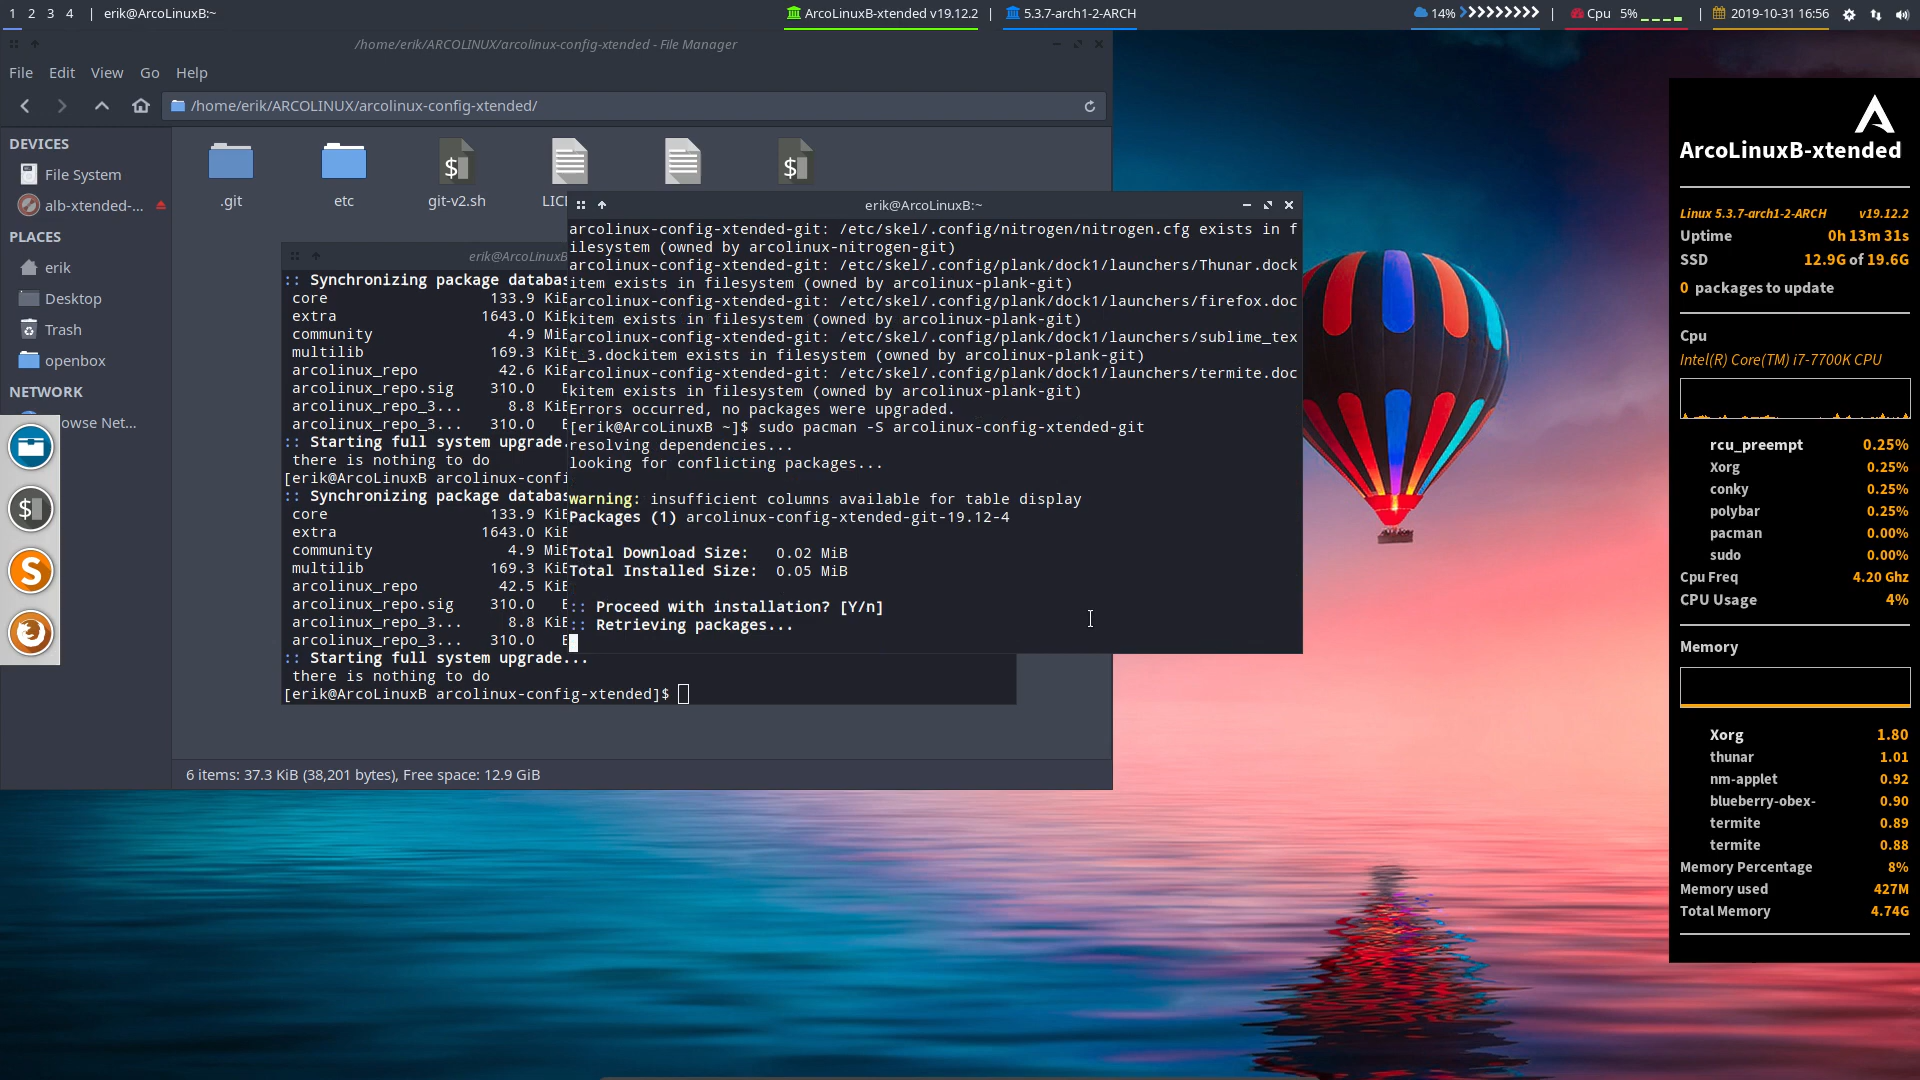 1 2 3 4 | erik@ArcoLinuxB:~
ArcoLinuxB-xtended v19.12.2 | 5.3.7-arch1-2-ARCH
14% | Cpu 5% | 2019-10-31 16:56
/home/erik/ARCOLINUX/arcolinux-config-xtended - File Manager
File Edit View Go Help
/home/erik/ARCOLINUX/arcolinux-config-xtended/
DEVICES
File System
alb-xtended-...
PLACES
erik
Desktop
Trash
openbox
NETWORK
owse Net...
.git
etc
git-v2.sh
LIC
6 items: 37.3 KiB (38,201 bytes), Free space: 12.9 GiB
erik@ArcoLinuxB
:: Synchronizing package databas
core 133.9 KiB
extra 1643.0 KiB
community 4.9 MiB
multilib 169.3 KiB
arcolinux_repo 42.6 KiB
arcolinux_repo.sig 310.0 B
arcolinux_repo_3... 8.8 KiB
arcolinux_repo_3... 310.0 B
:: Starting full system upgrade.
there is nothing to do
[erik@ArcoLinuxB arcolinux-confi
:: Synchronizing package databas
core 133.9 KiB
extra 1643.0 KiB
community 4.9 MiB
multilib 169.3 KiB
arcolinux_repo 42.5 KiB
arcolinux_repo.sig 310.0 B
arcolinux_repo_3... 8.8 KiB
arcolinux_repo_3... 310.0 B
:: Starting full system upgrade...
there is nothing to do
[erik@ArcoLinuxB arcolinux-config-xtended]$
erik@ArcoLinuxB:~
arcolinux-config-xtended-git: /etc/skel/.config/nitrogen/nitrogen.cfg exists in f
ilesystem (owned by arcolinux-nitrogen-git)
arcolinux-config-xtended-git: /etc/skel/.config/plank/dock1/launchers/Thunar.dock
item exists in filesystem (owned by arcolinux-plank-git)
arcolinux-config-xtended-git: /etc/skel/.config/plank/dock1/launchers/firefox.doc
kitem exists in filesystem (owned by arcolinux-plank-git)
arcolinux-config-xtended-git: /etc/skel/.config/plank/dock1/launchers/sublime_tex
t_3.dockitem exists in filesystem (owned by arcolinux-plank-git)
arcolinux-config-xtended-git: /etc/skel/.config/plank/dock1/launchers/termite.doc
kitem exists in filesystem (owned by arcolinux-plank-git)
Errors occurred, no packages were upgraded.
[erik@ArcoLinuxB ~]$ sudo pacman -S arcolinux-config-xtended-git
resolving dependencies...
looking for conflicting packages...
warning: insufficient columns available for table display
Packages (1) arcolinux-config-xtended-git-19.12-4
Total Download Size: 0.02 MiB
Total Installed Size: 0.05 MiB
:: Proceed with installation? [Y/n]
:: Retrieving packages...
ArcoLinuxB-xtended
Linux 5.3.7-arch1-2-ARCH v19.12.2
Uptime 0h 13m 31s
SSD 12.9G of 19.6G
0 packages to update
Cpu
Intel(R) Core(TM) i7-7700K CPU
rcu_preempt 0.25%
Xorg 0.25%
conky 0.25%
polybar 0.25%
pacman 0.00%
sudo 0.00%
Cpu Freq 4.20 Ghz
CPU Usage 4%
Memory
Xorg 1.80
thunar 1.01
nm-applet 0.92
blueberry-obex- 0.90
termite 0.89
termite 0.88
Memory Percentage 8%
Memory used 427M
Total Memory 4.74G